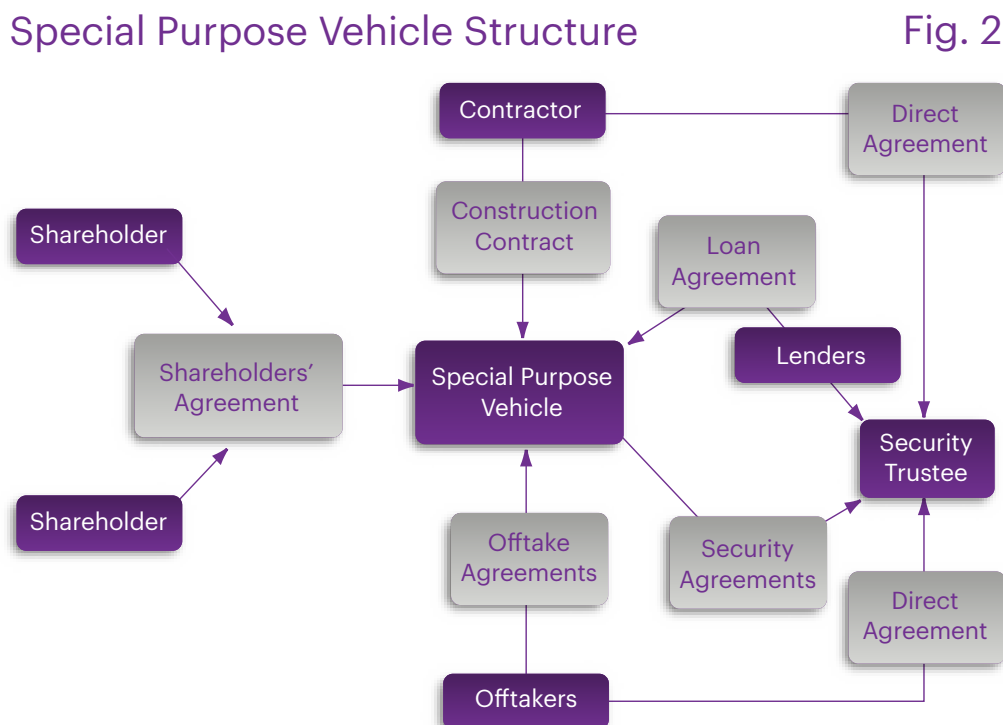 Special Purpose Vehicle Structure
Fig. 2
Contractor
Direct
Agreement
Construction
Contract
Shareholder
Loan
Agreement
Lenders
Shareholders’
Agreement
Special Purpose
Vehicle
Security
Trustee
Shareholder
Offtake
Agreements
Security
Agreements
Direct
Agreement
Offtakers